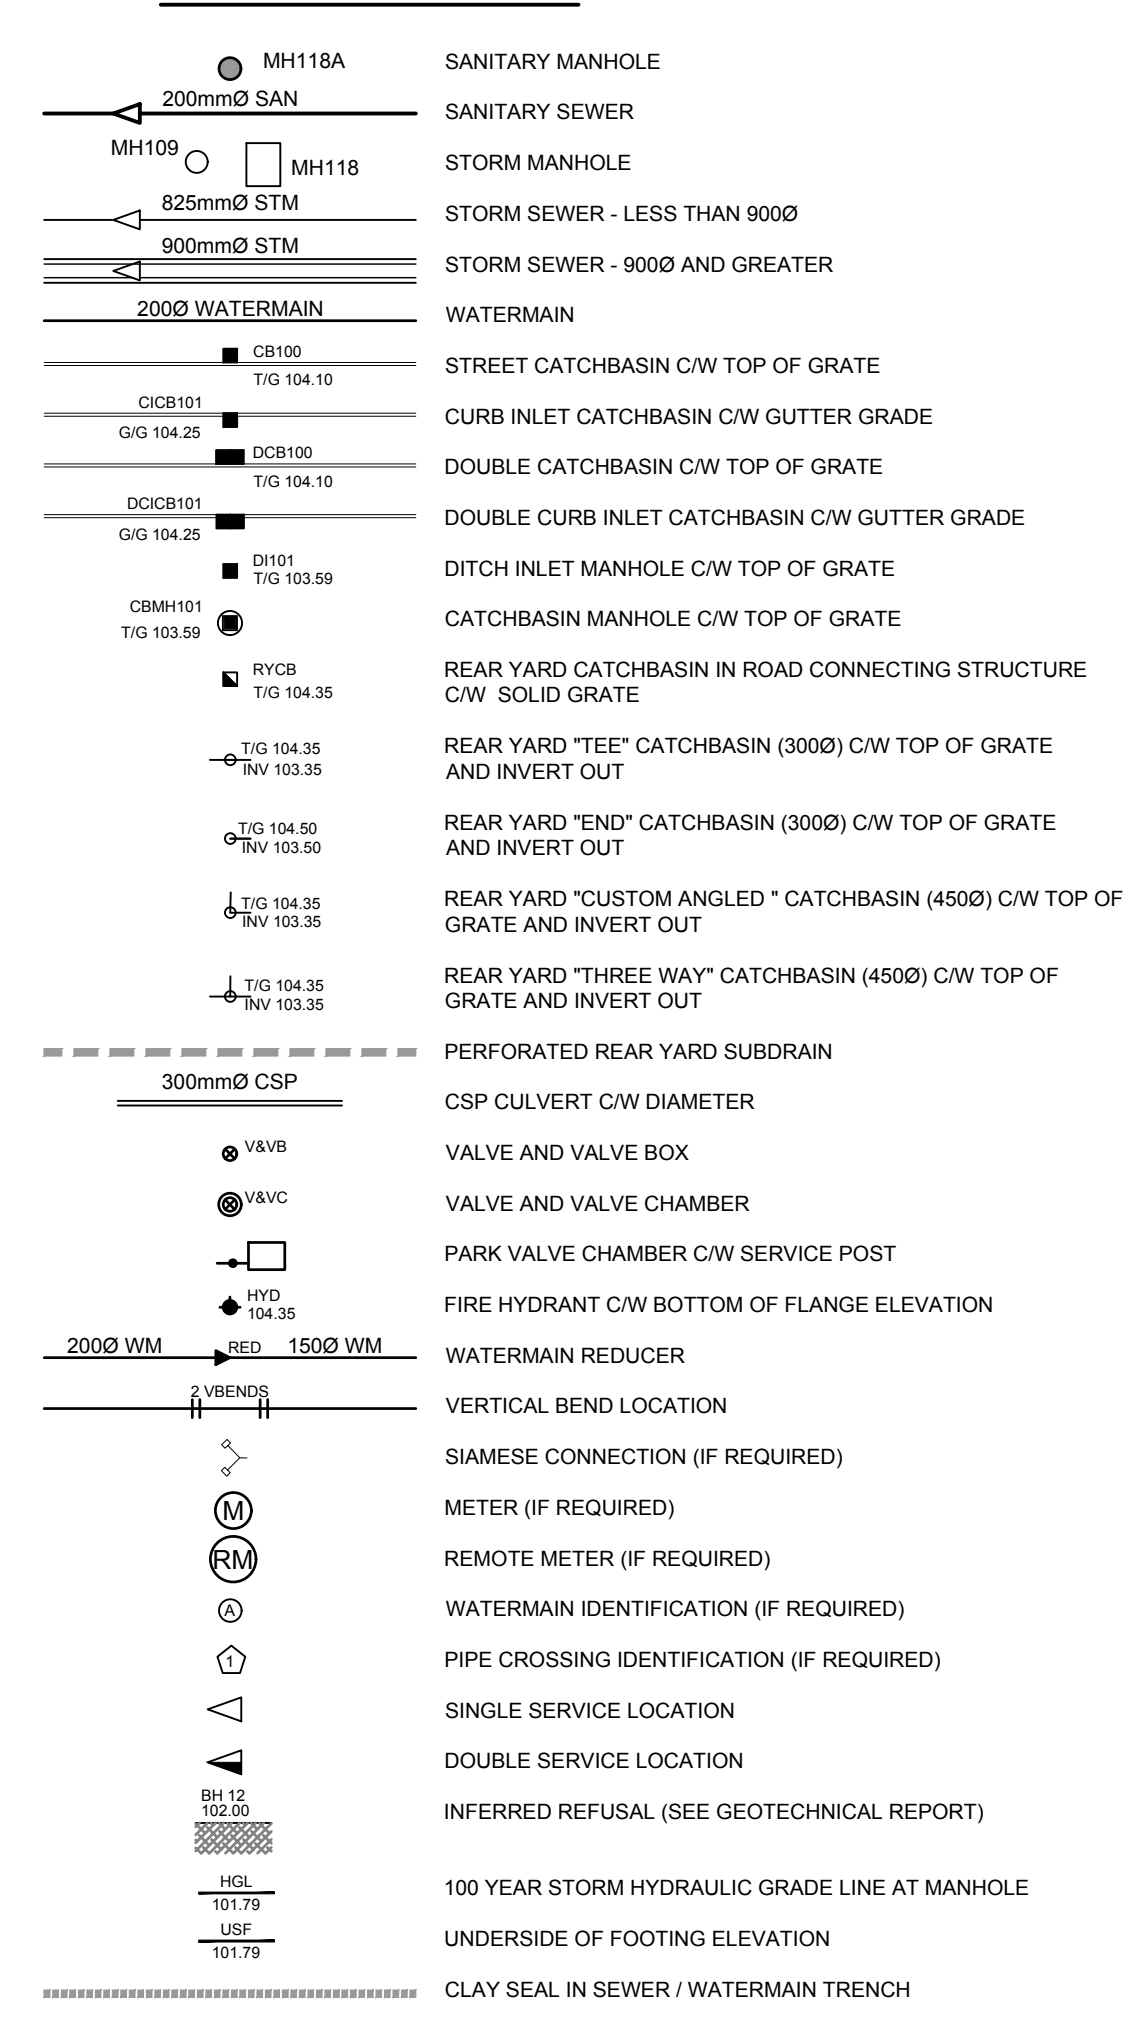 MH118A SANITARY MANHOLE
200mmØ SAN SANITARY SEWER
MH109 MH118 STORM MANHOLE
825mmØ STM STORM SEWER - LESS THAN 900Ø
900mmØ STM STORM SEWER - 900Ø AND GREATER
200Ø WATERMAIN WATERMAIN
CB100
T/G 104.10
STREET CATCHBASIN C/W TOP OF GRATE
CICB101
G/G 104.25
CURB INLET CATCHBASIN C/W GUTTER GRADE
DCB100
T/G 104.10
DOUBLE CATCHBASIN C/W TOP OF GRATE
DCICB101
G/G 104.25
DOUBLE CURB INLET CATCHBASIN C/W GUTTER GRADE
DI101
T/G 103.59
DITCH INLET MANHOLE C/W TOP OF GRATE
CBMH101
T/G 103.59
CATCHBASIN MANHOLE C/W TOP OF GRATE
RYCB
T/G 104.35
REAR YARD CATCHBASIN IN ROAD CONNECTING STRUCTURE
C/W SOLID GRATE
T/G 104.35
INV 103.35
REAR YARD "TEE" CATCHBASIN (300Ø) C/W TOP OF GRATE
AND INVERT OUT
T/G 104.50
INV 103.50
REAR YARD "END" CATCHBASIN (300Ø) C/W TOP OF GRATE
AND INVERT OUT
T/G 104.35
INV 103.35
REAR YARD "CUSTOM ANGLED " CATCHBASIN (450Ø) C/W TOP OF
GRATE AND INVERT OUT
T/G 104.35
INV 103.35
REAR YARD "THREE WAY" CATCHBASIN (450Ø) C/W TOP OF
GRATE AND INVERT OUT
PERFORATED REAR YARD SUBDRAIN
300mmØ CSP CSP CULVERT C/W DIAMETER
V&VB VALVE AND VALVE BOX
V&VC VALVE AND VALVE CHAMBER
PARK VALVE CHAMBER C/W SERVICE POST
HYD
104.35
FIRE HYDRANT C/W BOTTOM OF FLANGE ELEVATION
200Ø WM RED 150Ø WM WATERMAIN REDUCER
2 VBENDS VERTICAL BEND LOCATION
SIAMESE CONNECTION (IF REQUIRED)
M METER (IF REQUIRED)
RM REMOTE METER (IF REQUIRED)
A WATERMAIN IDENTIFICATION (IF REQUIRED)
1 PIPE CROSSING IDENTIFICATION (IF REQUIRED)
SINGLE SERVICE LOCATION
DOUBLE SERVICE LOCATION
BH 12
102.00
INFERRED REFUSAL (SEE GEOTECHNICAL REPORT)
HGL
101.79
100 YEAR STORM HYDRAULIC GRADE LINE AT MANHOLE
USF
101.79
UNDERSIDE OF FOOTING ELEVATION
CLAY SEAL IN SEWER / WATERMAIN TRENCH